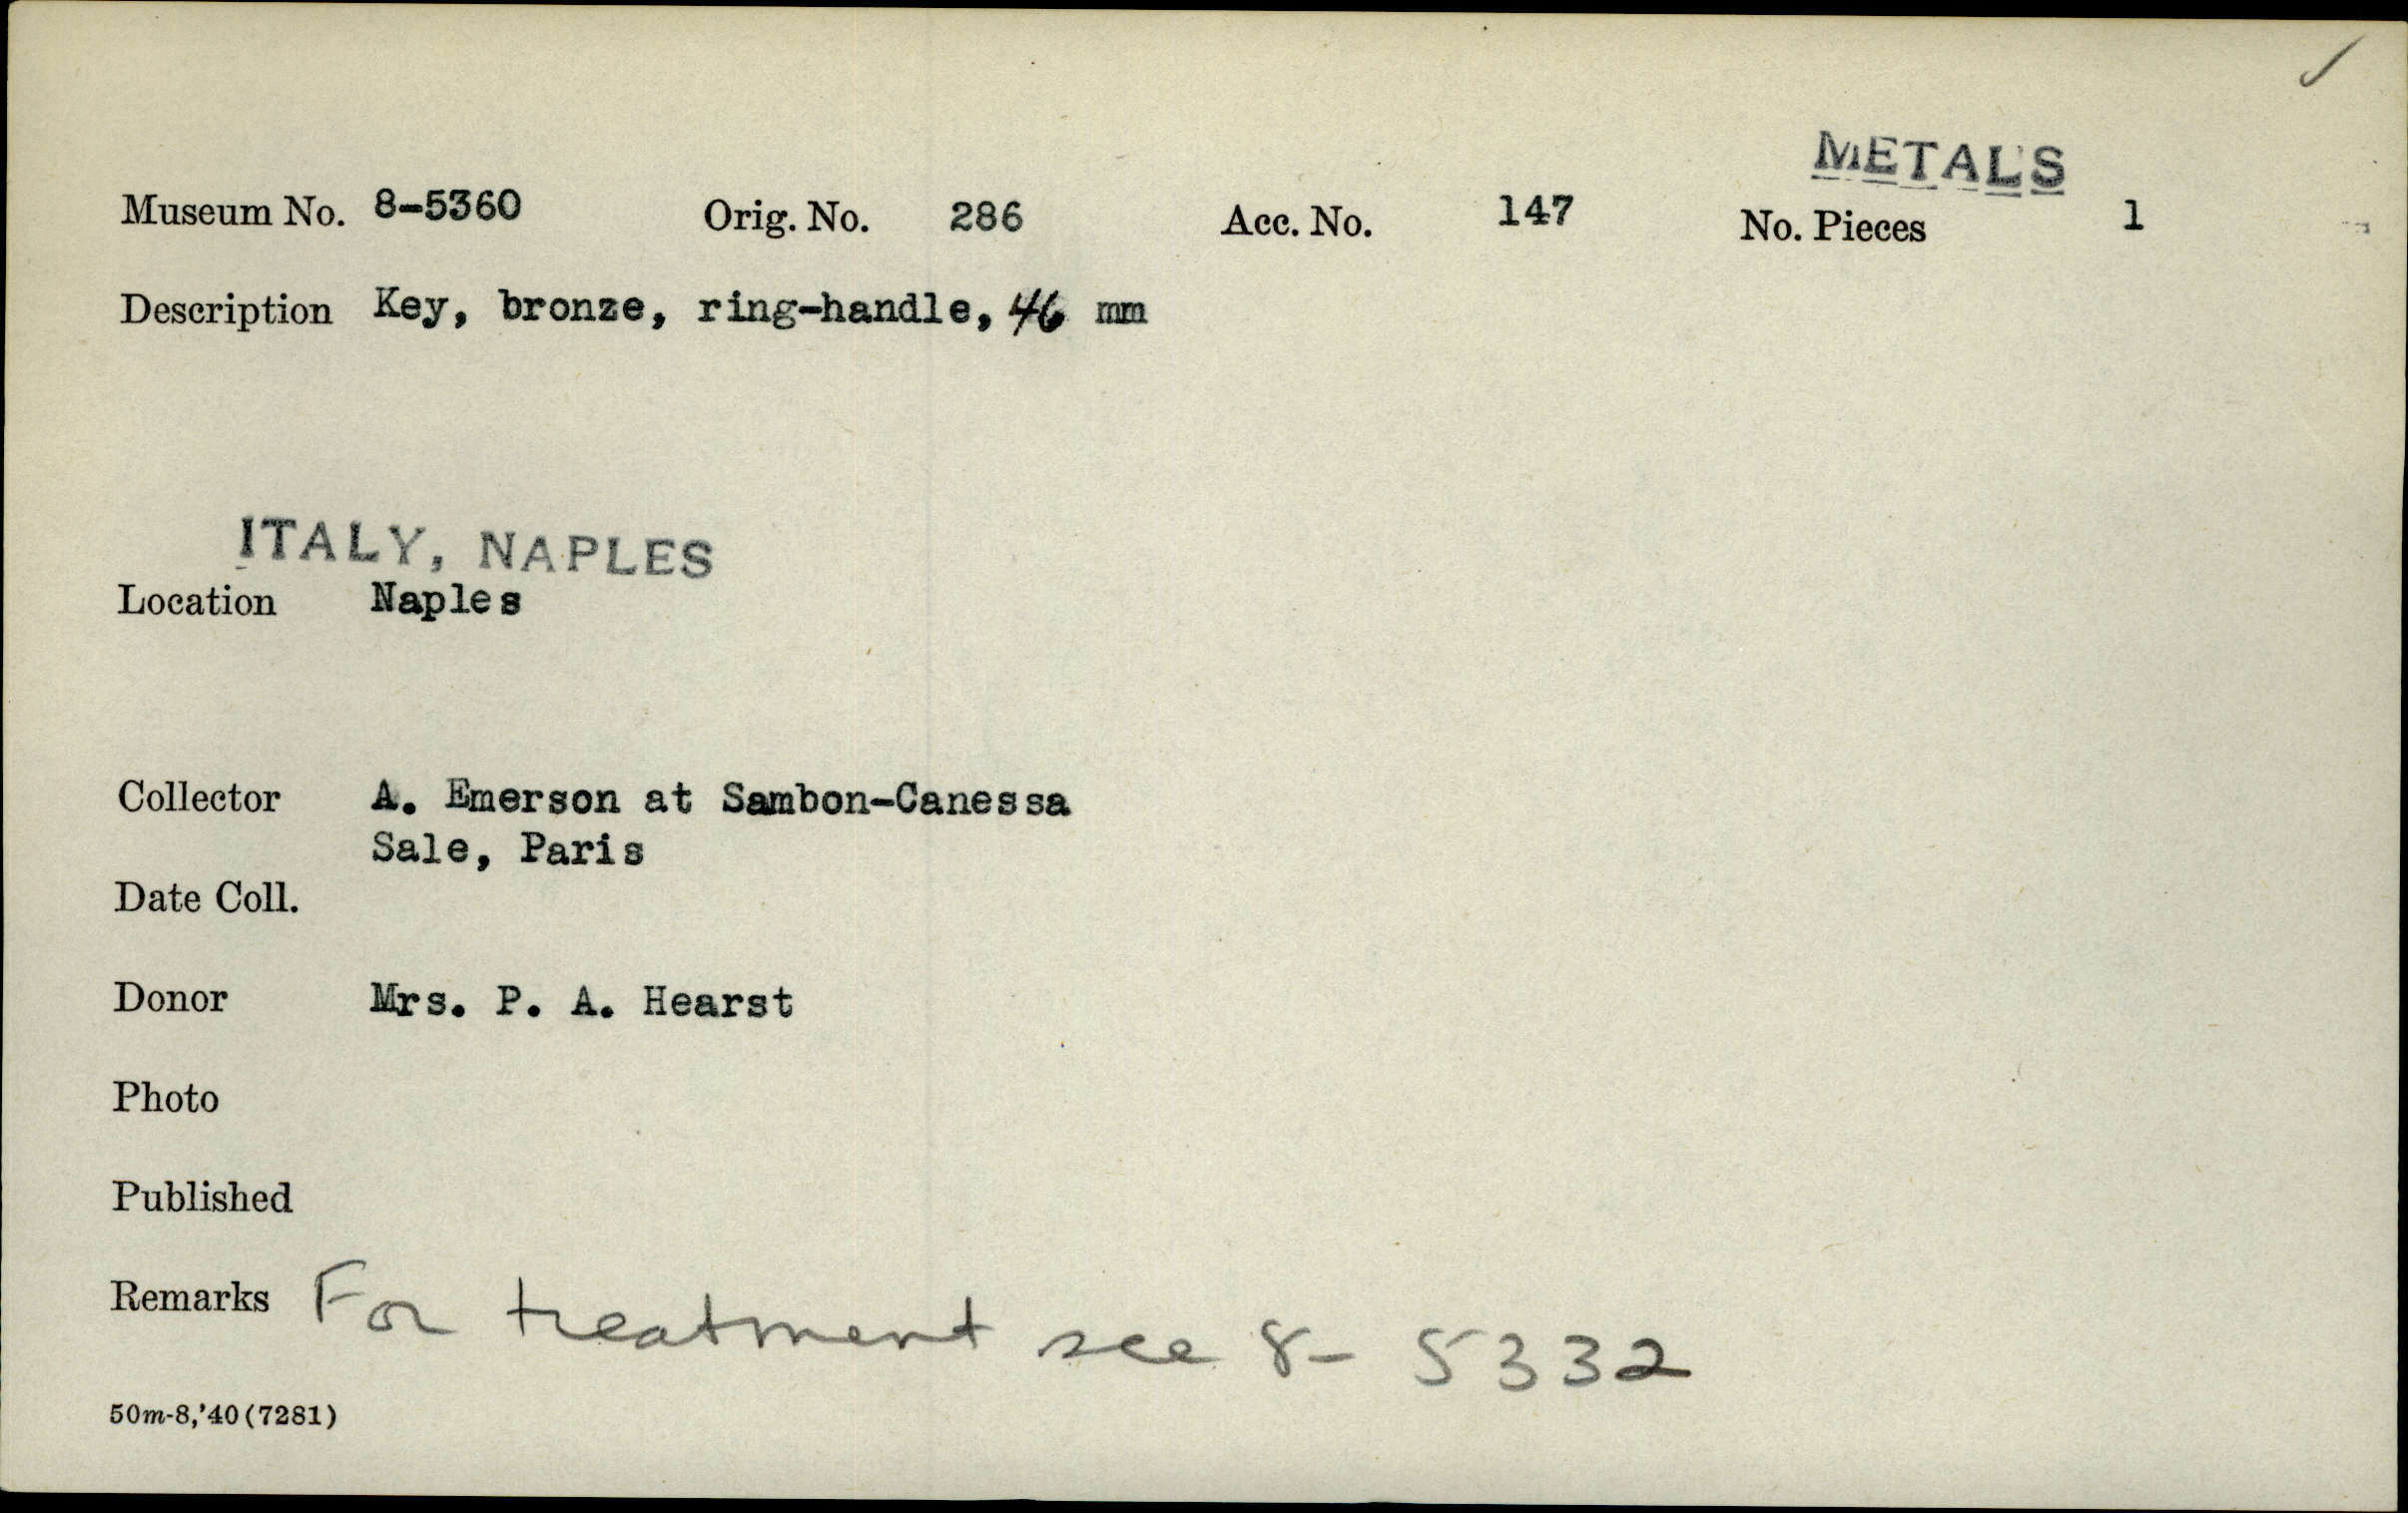 METALS
Museum No. 8-5360 Orig. No. 286 Acc. No. 147 No. Pieces 1
Description Key, bronze, ring-handle, 46 mm
ITALY, NAPLES
Location Naples
Collector A. Emerson at Sambon-Canessa
Sale, Paris
Date Coll.
Donor Mrs. P. A. Hearst
Photo
Published
Remarks For treatment see 8-5332
50m-8,'40(7281)